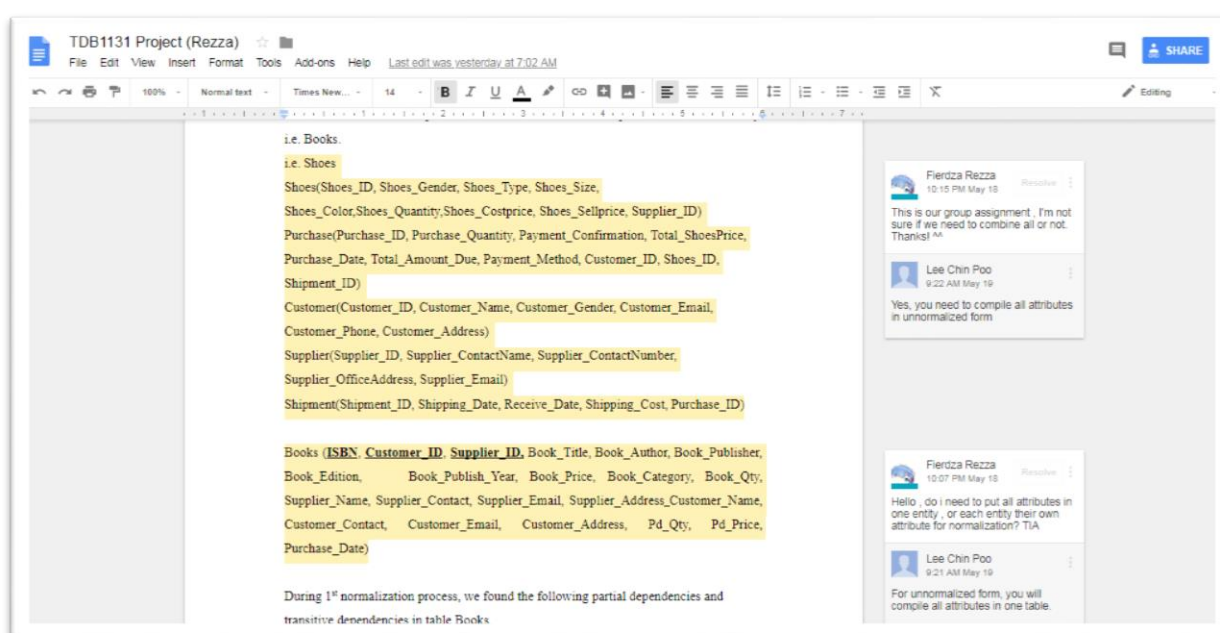 TDB1131 Project (Rezza)
File Edit View Insert Format Tools Add-ons Help Last edit was yesterday at 7:02 AM
SHARE
100% Normal text Times New... 14 B I U A Editing
1 1 2 3 4 5 6 7
i.e. Books.
i.e. Shoes
Shoes(Shoes_ID, Shoes_Gender, Shoes_Type, Shoes_Size,
Shoes_Color,Shoes_Quantity,Shoes_Costprice, Shoes_Sellprice, Supplier_ID)
Purchase(Purchase_ID, Purchase_Quantity, Payment_Confirmation, Total_ShoesPrice,
Purchase_Date, Total_Amount_Due, Payment_Method, Customer_ID, Shoes_ID,
Shipment_ID)
Customer(Customer_ID, Customer_Name, Customer_Gender, Customer_Email,
Customer_Phone, Customer_Address)
Supplier(Supplier_ID, Supplier_ContactName, Supplier_ContactNumber,
Supplier_OfficeAddress, Supplier_Email)
Shipment(Shipment_ID, Shipping_Date, Receive_Date, Shipping_Cost, Purchase_ID)
Books (ISBN, Customer_ID, Supplier_ID, Book_Title, Book_Author, Book_Publisher,
Book_Edition, Book_Publish_Year, Book_Price, Book_Category, Book_Qty,
Supplier_Name, Supplier_Contact, Supplier_Email, Supplier_Address_Customer_Name,
Customer_Contact, Customer_Email, Customer_Address, Pd_Qty, Pd_Price,
Purchase_Date)
During 1st normalization process, we found the following partial dependencies and
transitive dependencies in table Books
Fierdza Rezza
10:15 PM May 18
Resolve
This is our group assignment , I'm not
sure if we need to combine all or not.
Thanks! ^^
Lee Chin Poo
9:22 AM May 19
Yes, you need to compile all attributes
in unnormalized form
Fierdza Rezza
10:07 PM May 18
Resolve
Hello , do i need to put all attributes in
one entity , or each entity their own
attribute for normalization? TIA
Lee Chin Poo
9:21 AM May 19
For unnormalized form, you will
compile all attributes in one table.